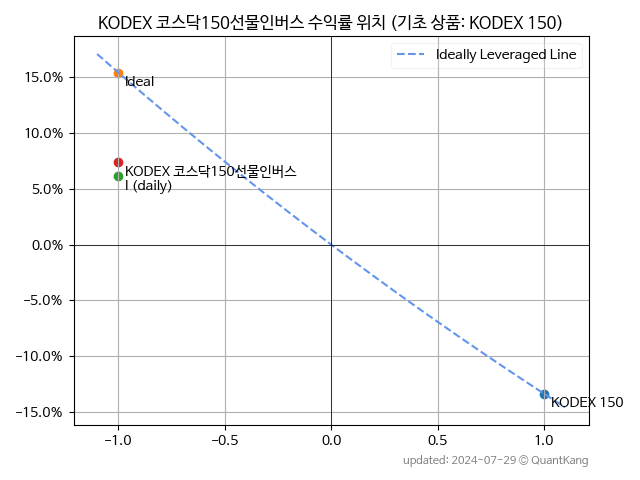 KODEX 코스닥150선물인버스 수익률 위치 (기초 상품: KODEX 150)
Ideally Leveraged Line
15.0%
Ideal
10.0%
KODEX 코스닥150선물인버스
I (daily)
5.0%
0.0%
−5.0%
−10.0%
KODEX 150
−15.0%
−1.0 −0.5 0.0 0.5 1.0
updated: 2024-07-29 © QuantKang